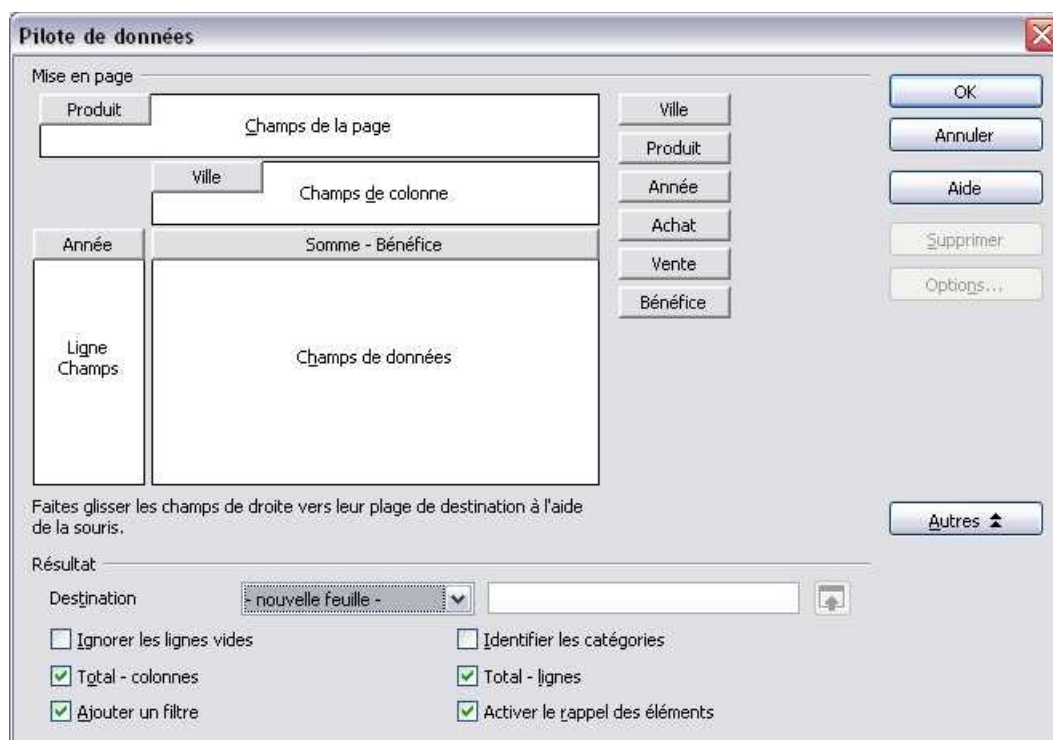 Pilote de données
Mise en page
Produit
Champs de la page
Ville
Champs de colonne
Année
Somme - Bénéfice
Ligne
Champs
Champs de données
Ville
Produit
Année
Achat
Vente
Bénéfice
OK
Annuler
Aide
Supprimer
Options...
Faites glisser les champs de droite vers leur plage de destination à l'aide
de la souris.
Autres
Résultat
Destination
- nouvelle feuille -
Ignorer les lignes vides
Identifier les catégories
Total - colonnes
Total - lignes
Ajouter un filtre
Activer le rappel des éléments